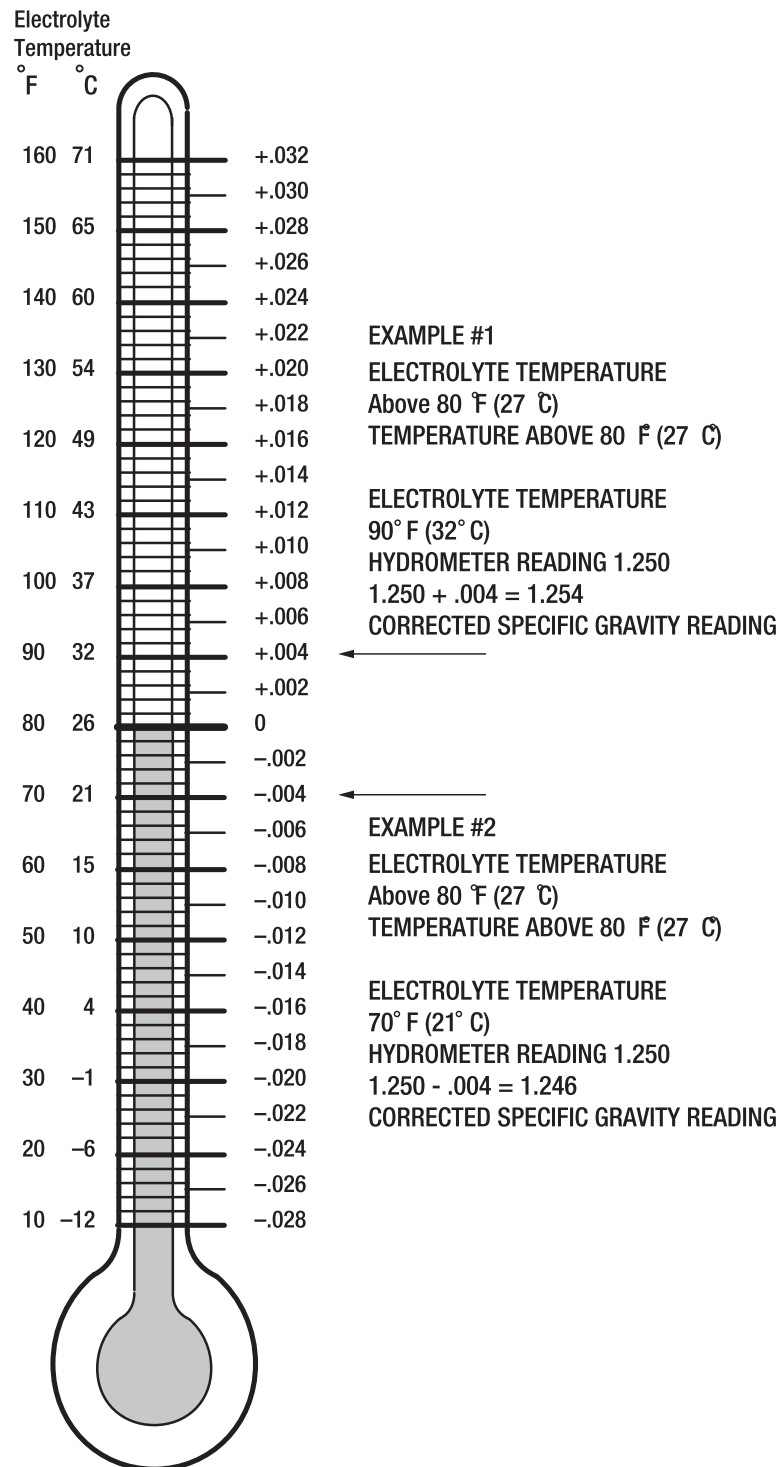 Electrolyte
Temperature
°F °C
160 71 +.032
+.030
150 65 +.028
+.026
140 60 +.024
+.022
130 54 +.020
+.018
120 49 +.016
+.014
110 43 +.012
+.010
100 37 +.008
+.006
90 32 +.004
+.002
80 26 0
–.002
70 21 –.004
–.006
60 15 –.008
–.010
50 10 –.012
–.014
40 4 –.016
–.018
30 –1 –.020
–.022
20 –6 –.024
–.026
10 –12 –.028
EXAMPLE #1
ELECTROLYTE TEMPERATURE
Above 80 °F (27 °C)
TEMPERATURE ABOVE 80 °F (27 °C)
ELECTROLYTE TEMPERATURE
90° F (32° C)
HYDROMETER READING 1.250
1.250 + .004 = 1.254
CORRECTED SPECIFIC GRAVITY READING
EXAMPLE #2
ELECTROLYTE TEMPERATURE
Above 80 °F (27 °C)
TEMPERATURE ABOVE 80 °F (27 °C)
ELECTROLYTE TEMPERATURE
70° F (21° C)
HYDROMETER READING 1.250
1.250 - .004 = 1.246
CORRECTED SPECIFIC GRAVITY READING